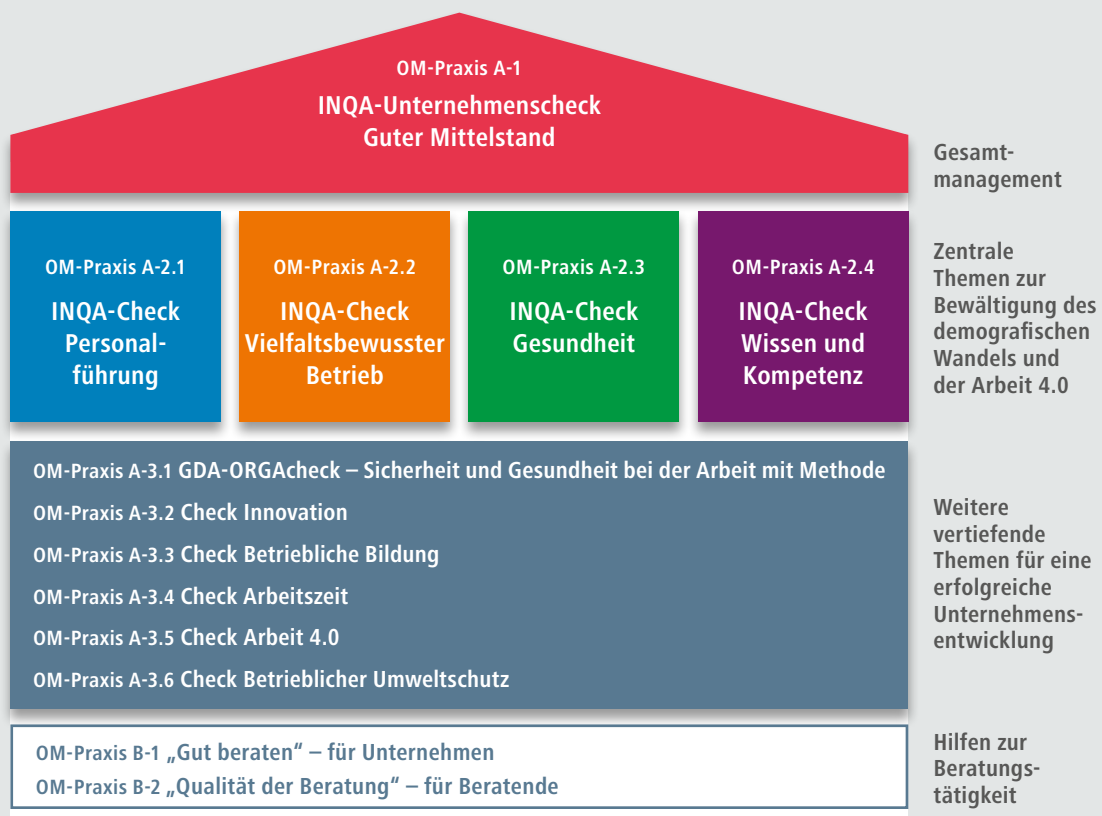 OM-Praxis A-1
INQA-Unternehmenscheck
Guter Mittelstand
Gesamt-
management
OM-Praxis A-2.1
INQA-Check
Personal-
führung
OM-Praxis A-2.2
INQA-Check
Vielfaltsbewusster
Betrieb
OM-Praxis A-2.3
INQA-Check
Gesundheit
OM-Praxis A-2.4
INQA-Check
Wissen und
Kompetenz
Zentrale
Themen zur
Bewältigung des
demografischen
Wandels und
der Arbeit 4.0
OM-Praxis A-3.1 GDA-ORGAcheck – Sicherheit und Gesundheit bei der Arbeit mit Methode
OM-Praxis A-3.2 Check Innovation
OM-Praxis A-3.3 Check Betriebliche Bildung
OM-Praxis A-3.4 Check Arbeitszeit
OM-Praxis A-3.5 Check Arbeit 4.0
OM-Praxis A-3.6 Check Betrieblicher Umweltschutz
Weitere
vertiefende
Themen für eine
erfolgreiche
Unternehmens-
entwicklung
OM-Praxis B-1 „Gut beraten“ – für Unternehmen
OM-Praxis B-2 „Qualität der Beratung“ – für Beratende
Hilfen zur
Beratungs-
tätigkeit